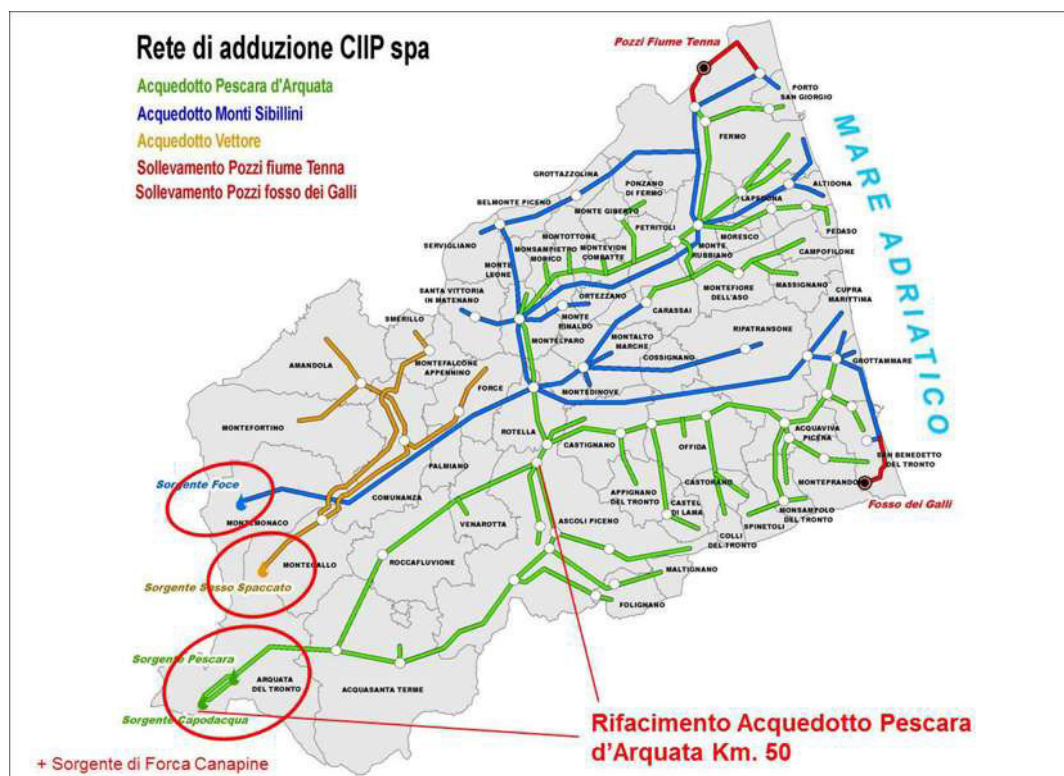 Rete di adduzione CIIP spa
Acquedotto Pescara d'Arquata
Acquedotto Monti Sibillini
Acquedotto Vettore
Sollevamento Pozzi fiume Tenna
Sollevamento Pozzi fosso dei Galli
Pozzi Fiume Tenna
PORTO
SAN GIORGIO
FERMO
MARE ADRIATICO
GROTTAZZOLINA
PONZANO
DI FERMO
LAPEDONA
ALTIDONA
BELMONTE PICENO
MONTE GIBERTO
PETRITOLI
MORESCO
PEDASO
SERVIGLIANO
MONTOTTONE
MONSAMPIETRO
MORICO
MONTEVIDON
COMBATTE
MONTE
RUBBIANO
CAMPOFILONE
MONTE
LEONE
MASSIGNANO
SANTA VITTORIA
IN MATENANO
ORTEZZANO
MONTEFIORE
DELL'ASO
CUPRA
MARITTIMA
SMERILLO
MONTE
RINALDO
CARASSAI
MONTELPARO
MONTALTO
MARCHE
RIPATRANSONE
AMANDOLA
MONTEFALCONE
APPENNINO
COSSIGNANO
GROTTAMMARE
FORCE
MONTEDINOVE
MONTEFORTINO
ROTELLA
CASTIGNANO
ACQUAVIVA
PICENA
OFFIDA
SAN BENEDETTO
DEL TRONTO
PALMIANO
Sorgente Foce
COMUNANZA
APPIGNANO
DEL TRONTO
CASTORANO
MONTEPRANDONE
MONTEMONACO
CASTEL
DI LAMA
Fosso dei Galli
VENAROTTA
ASCOLI PICENO
MONSAMPOLO
DEL TRONTO
SPINETOLI
COLLI
DEL TRONTO
MONTEGALLO
ROCCAFLUVIONE
MALTIGNANO
Sorgente Sasso Spaccato
FOLIGNANO
Sorgente Pescara
ARQUATA
DEL TRONTO
ACQUASANTA TERME
Sorgente Capodacqua
Rifacimento Acquedotto Pescara
d'Arquata Km. 50
+ Sorgente di Forca Canapine